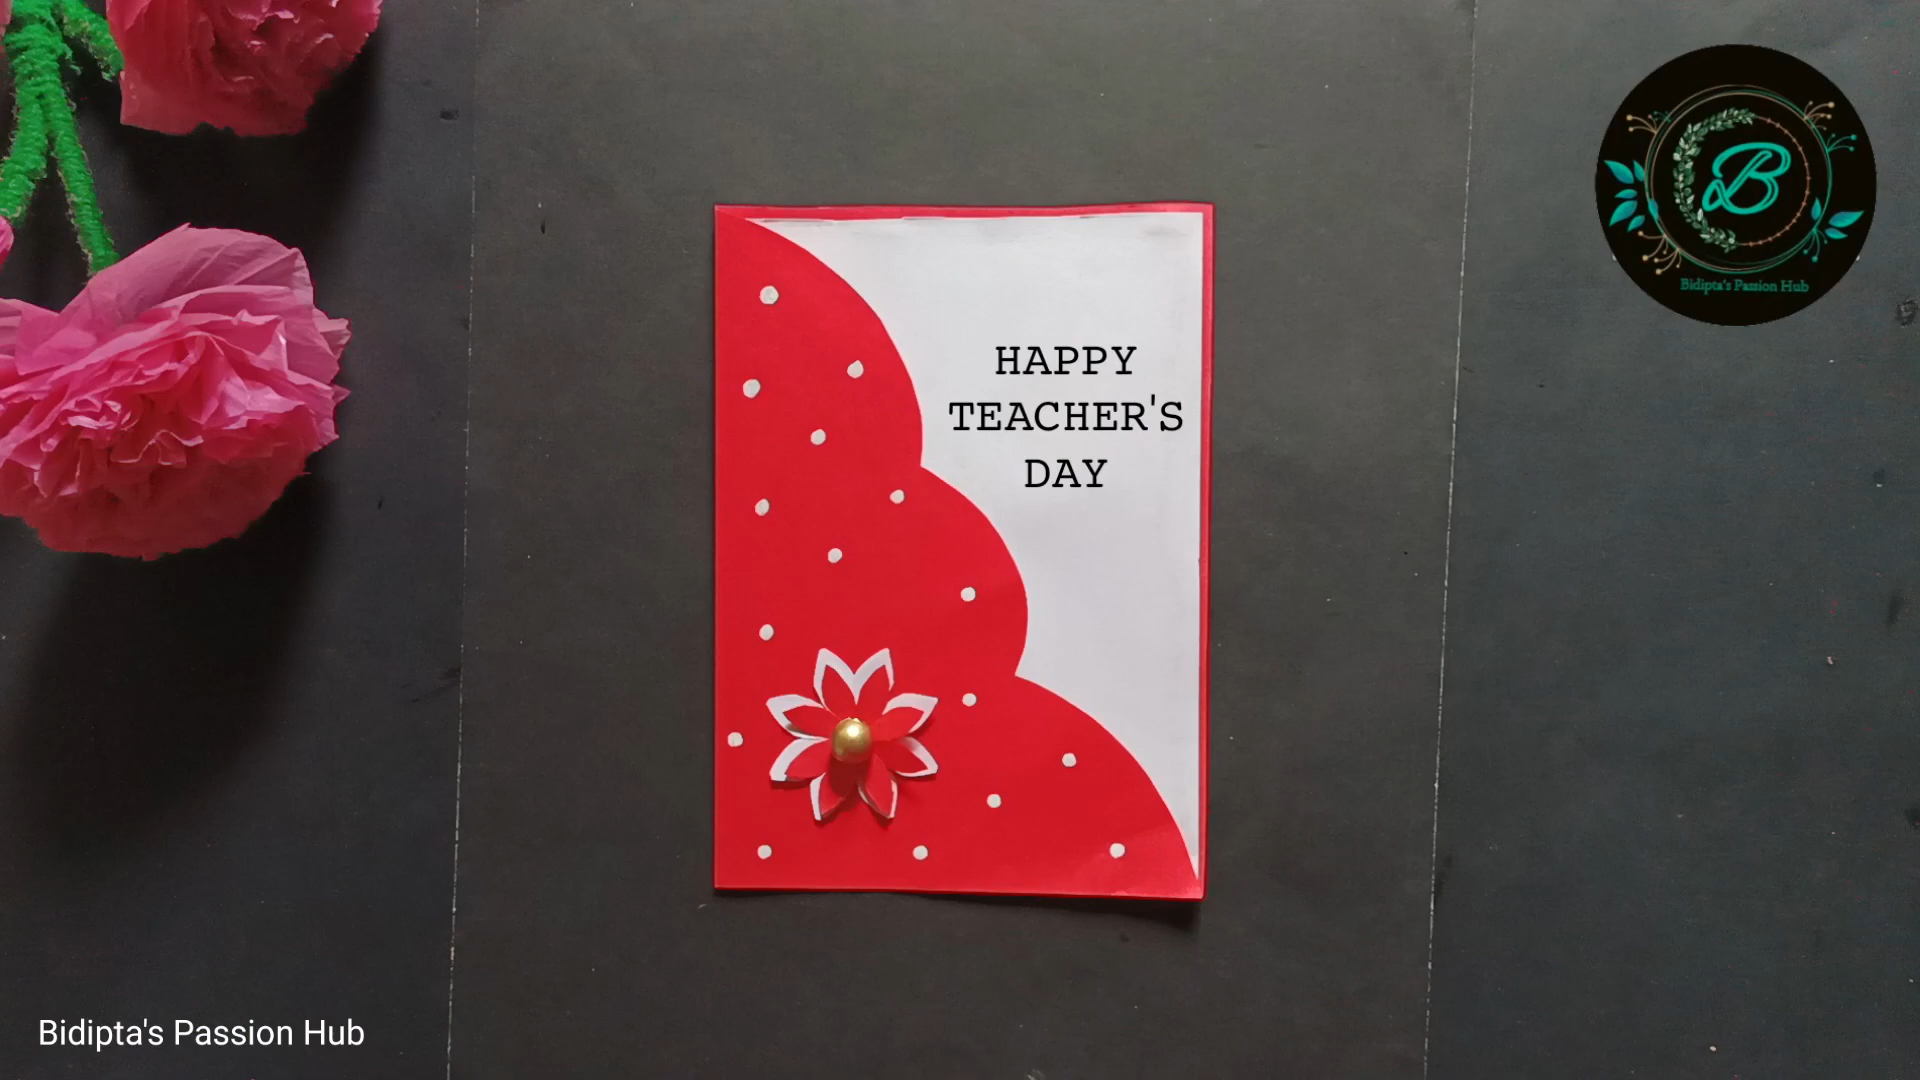 B
Bidipta's Passion Hub
HAPPY
TEACHER'S
DAY
Bidipta's Passion Hub